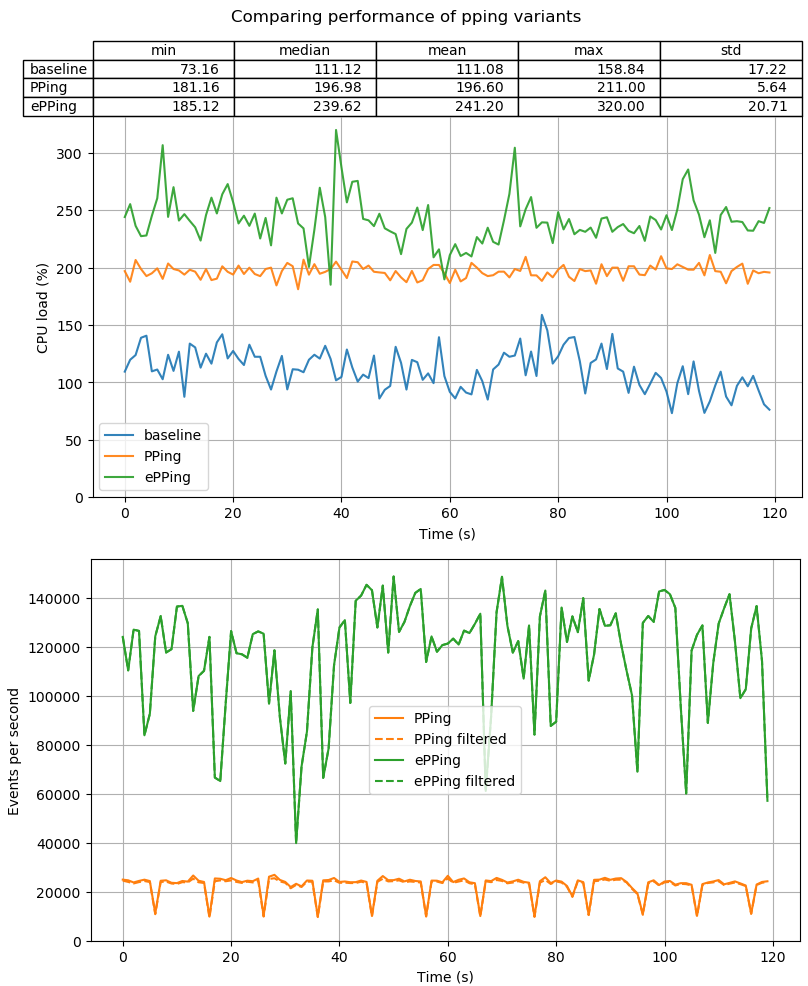 Comparing performance of pping variants
min median mean max std
baseline 73.16 111.12 111.08 158.84 17.22
PPing 181.16 196.98 196.60 211.00 5.64
ePPing 185.12 239.62 241.20 320.00 20.71
300
250
200
150
100
50
0
CPU load (%)
baseline
PPing
ePPing
0 20 40 60 80 100 120
Time (s)
140000
120000
100000
80000
60000
40000
20000
0
Events per second
PPing
PPing filtered
ePPing
ePPing filtered
0 20 40 60 80 100 120
Time (s)